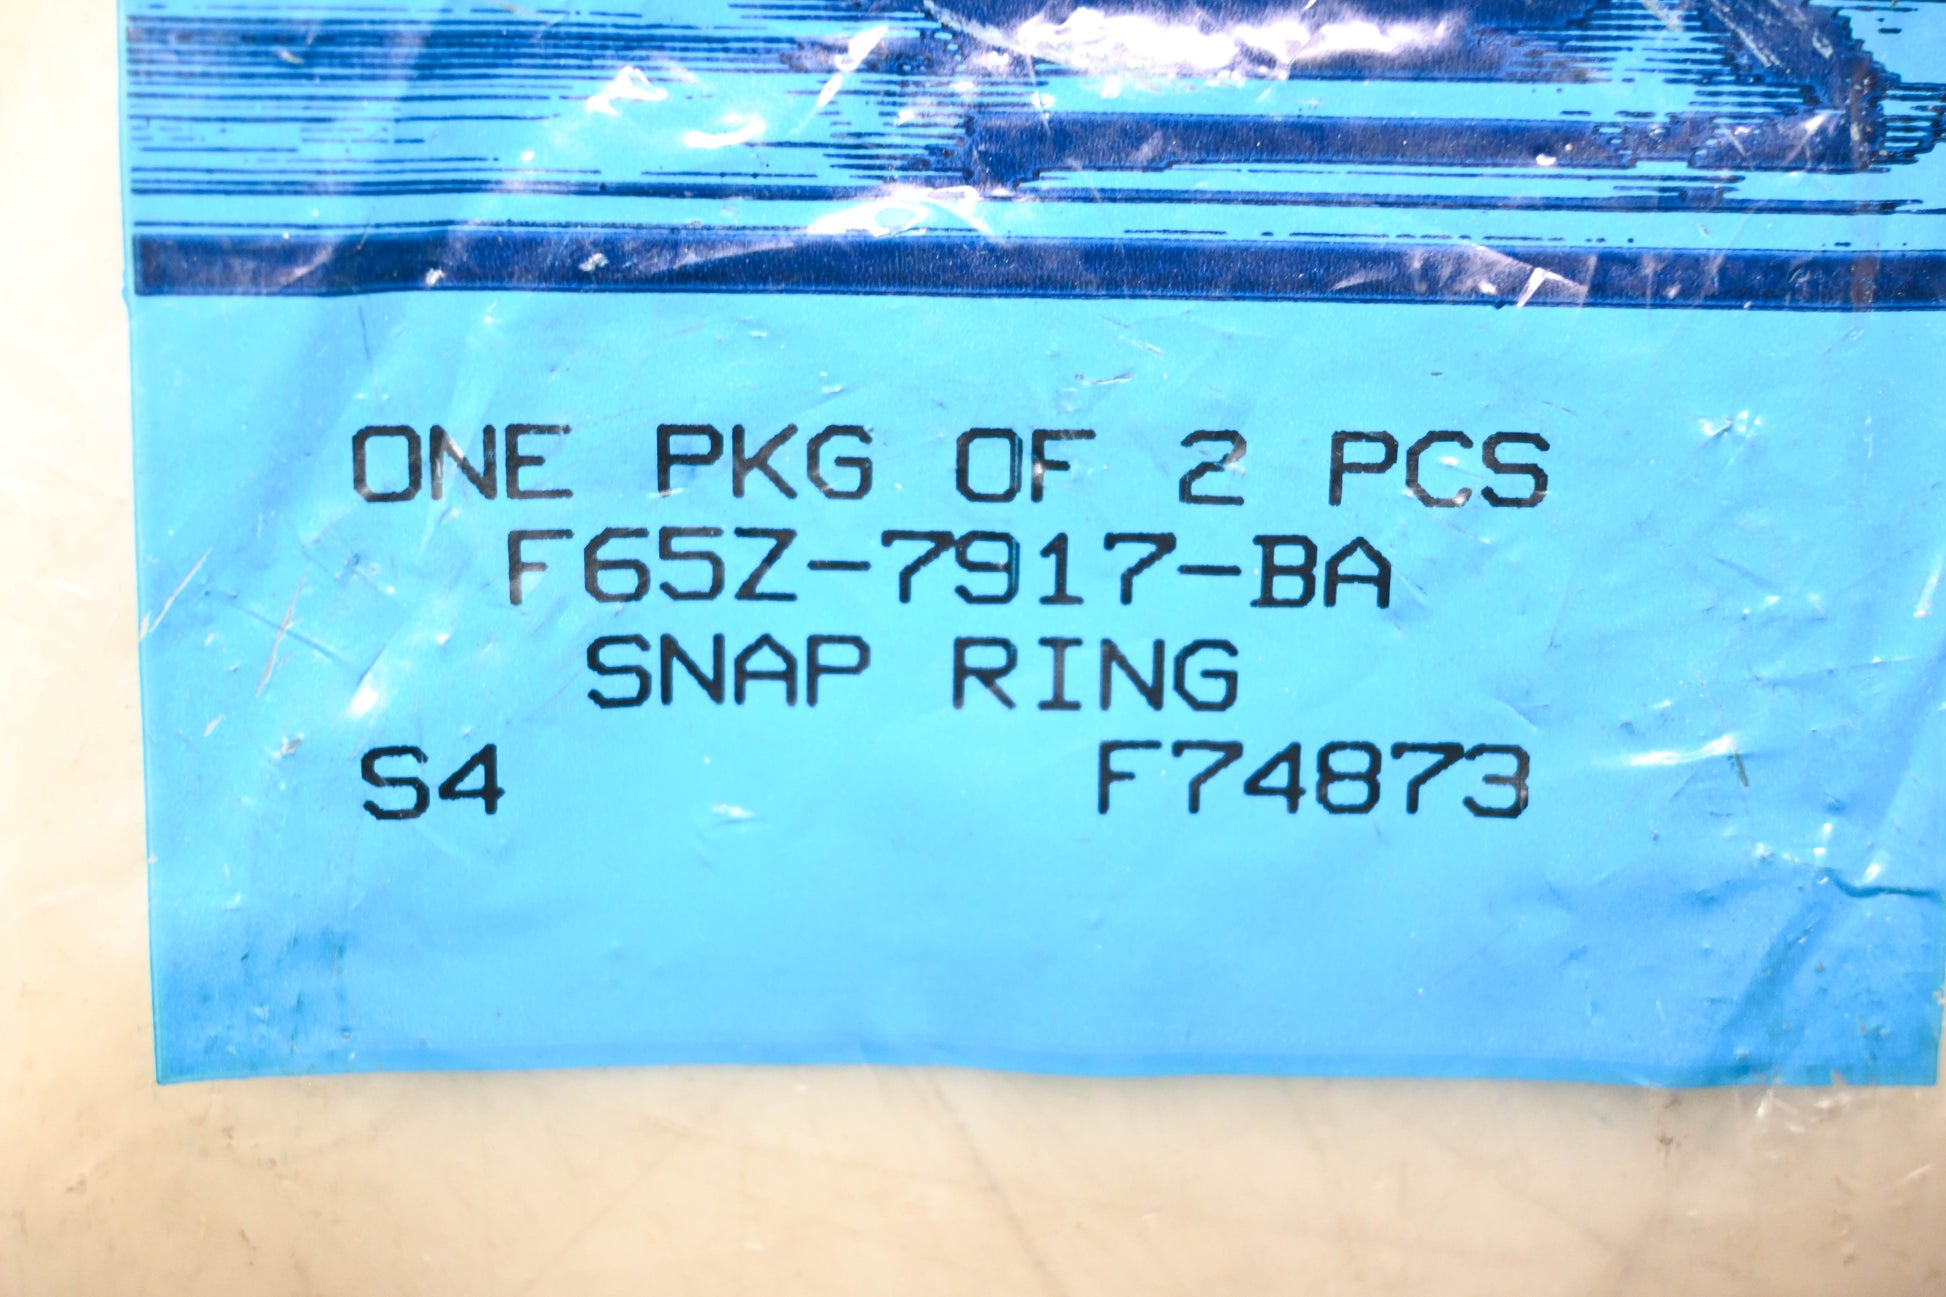 ONE PKG OF 2 PCS
F65Z-7917-BA
SNAP RING
S4 F74873